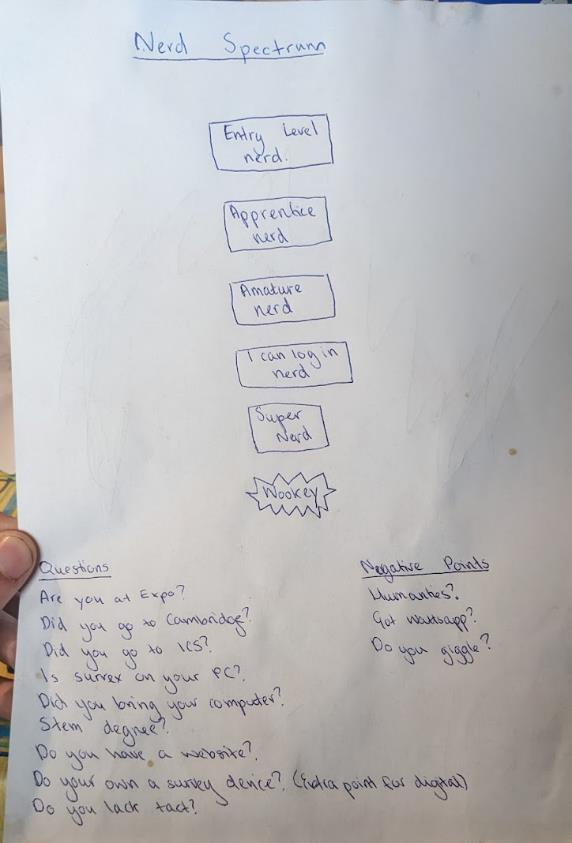 Nerd Spectrum
Entry Level
nerd.
Apprentice
nerd
Amature
nerd
I can log in
nerd
Super
Nerd
Wookey
Questions
Are you at Expo?
Did you go to Cambridge?
Did you go to ICS?
Is survex on your PC?
Did you bring your computer?
Stem degree?
Do you have a website?
Do your own a survey device? (Extra point for digital)
Do you lack tact?
Negative Points
Humanities?
Got Watsapp?
Do you giggle?